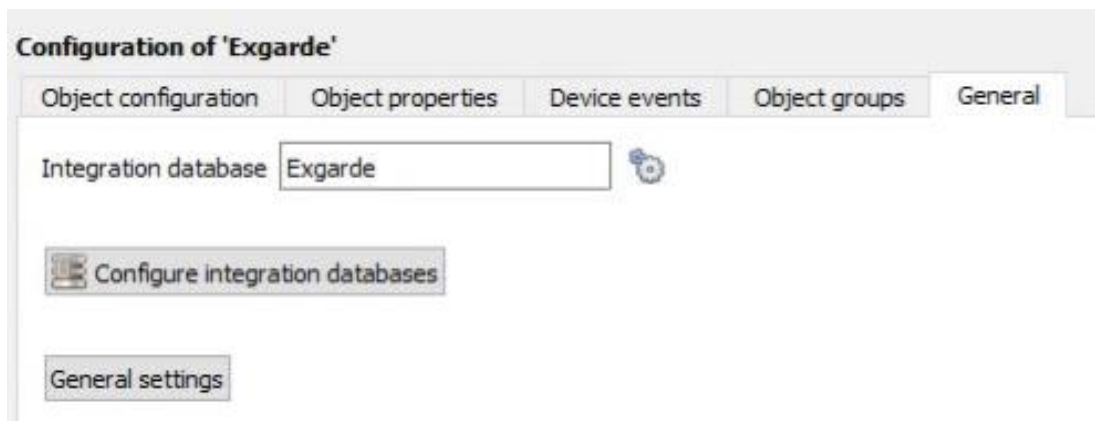 Configuration of 'Exgarde'
Object configuration Object properties Device events Object groups General
Integration database Exgarde
Configure integration databases
General settings